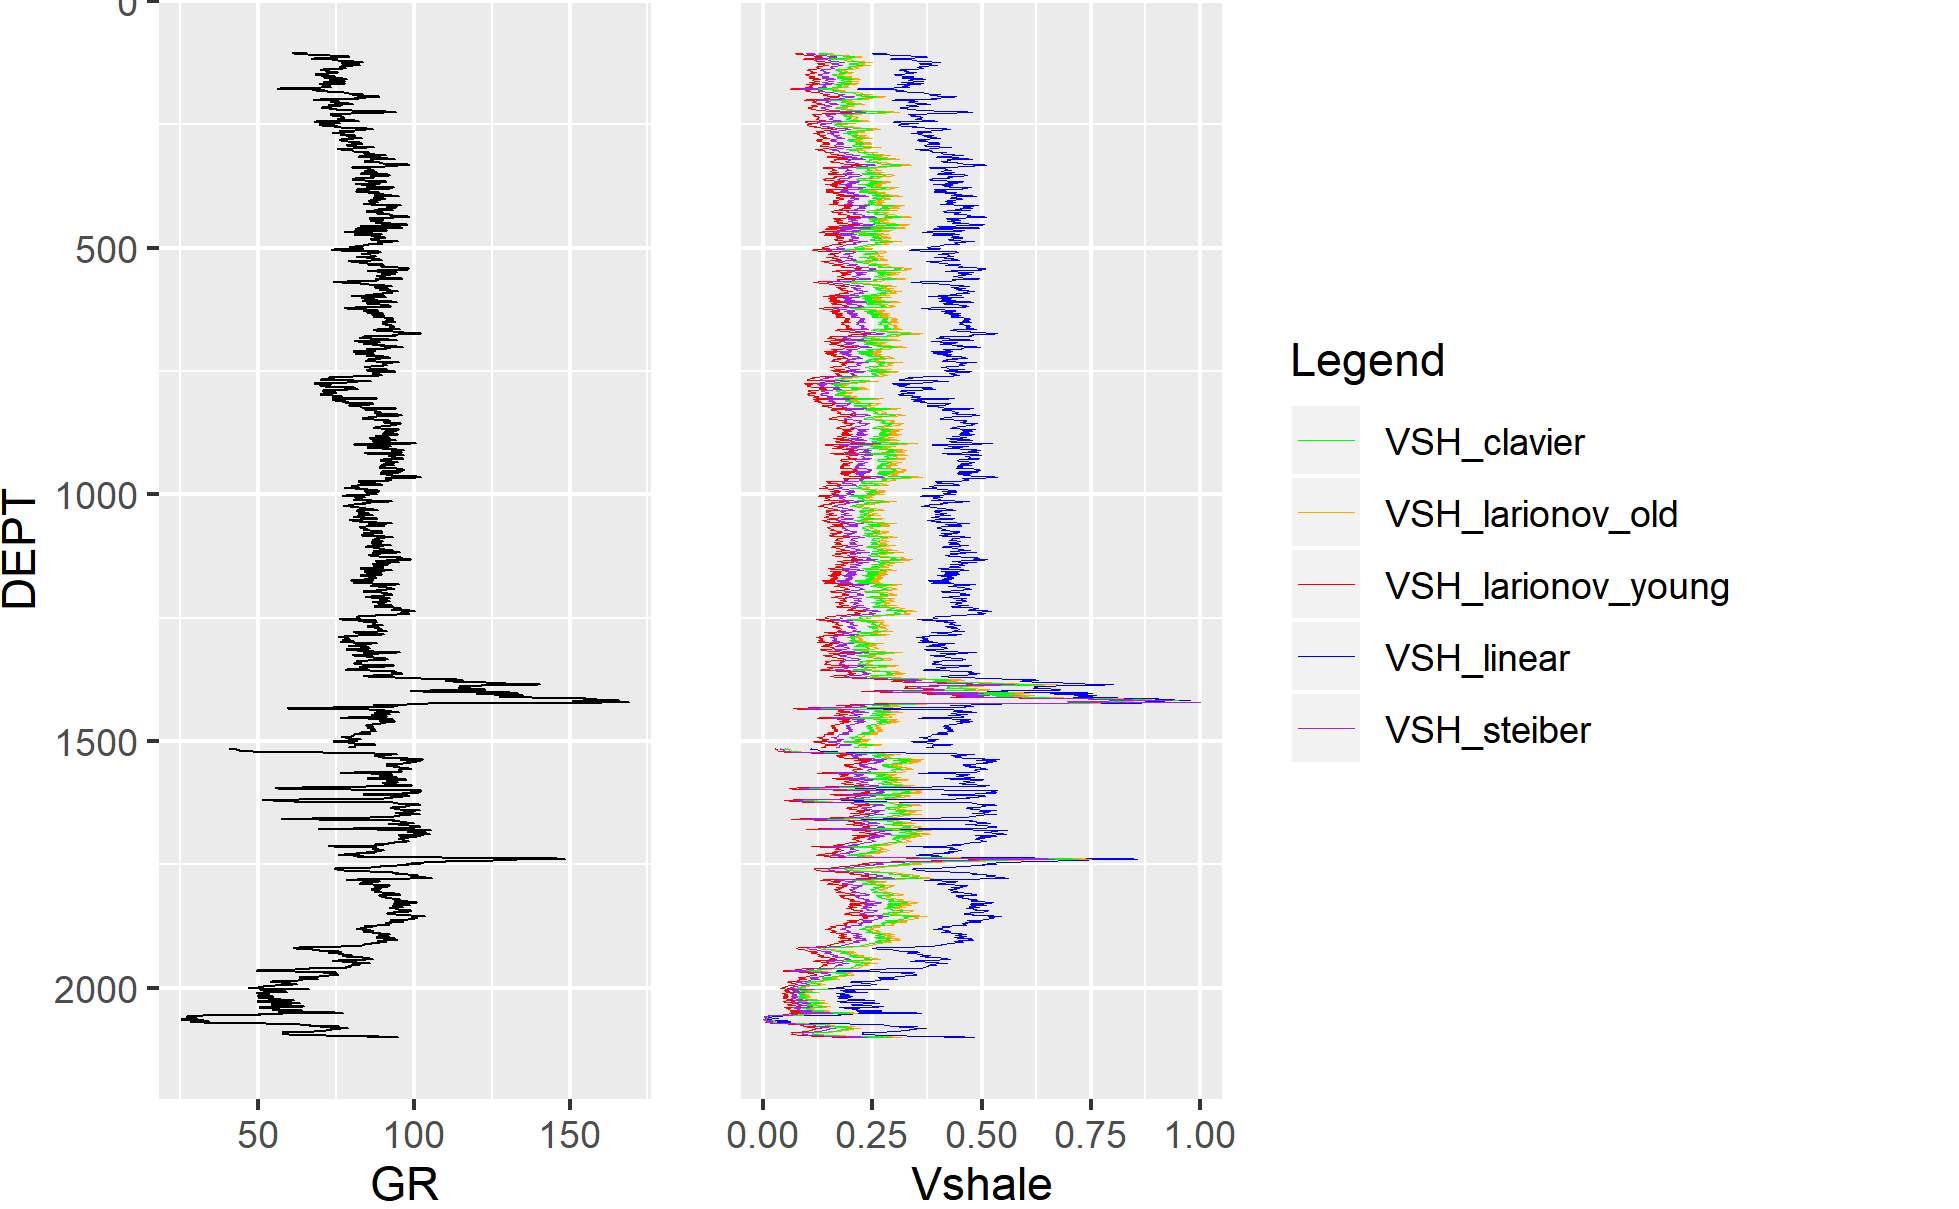 0
500
1000
1500
2000
DEPT
50 100 150
GR
0.00 0.25 0.50 0.75 1.00
Vshale
Legend
VSH_clavier
VSH_larionov_old
VSH_larionov_young
VSH_linear
VSH_steiber